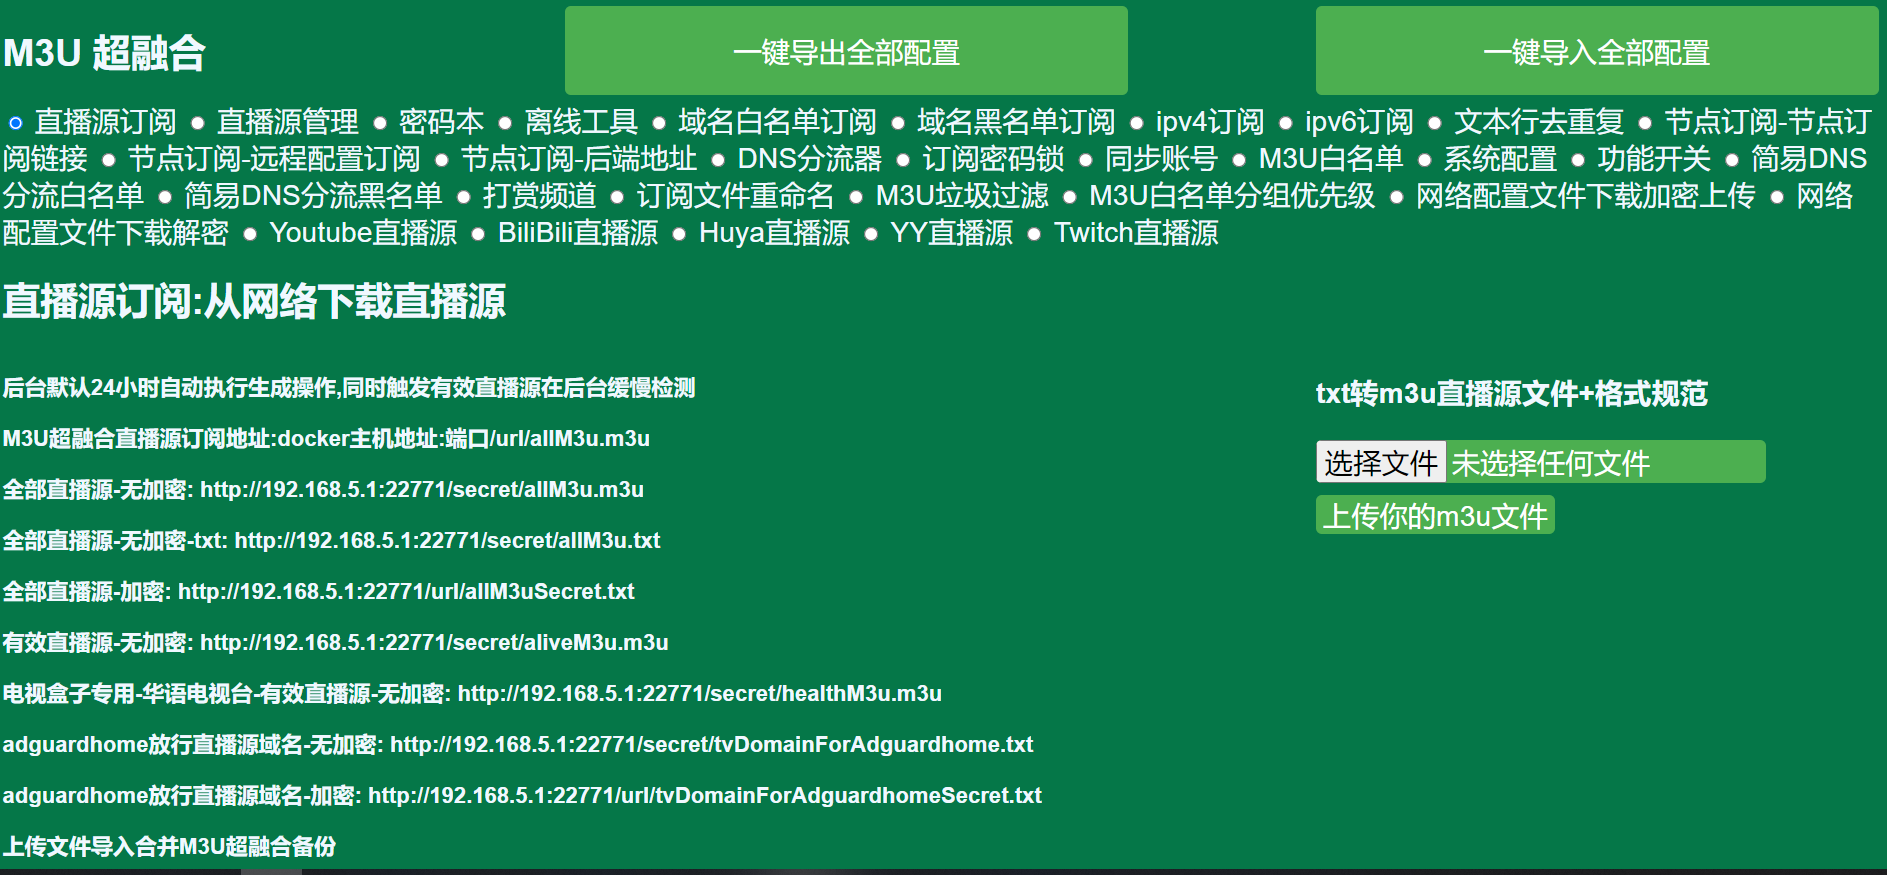 M3U 超融合
一键导出全部配置
一键导入全部配置
直播源订阅 直播源管理 密码本 离线工具 域名白名单订阅 域名黑名单订阅 ipv4订阅 ipv6订阅 文本行去重复 节点订阅-节点订
阅链接 节点订阅-远程配置订阅 节点订阅-后端地址 DNS分流器 订阅密码锁 同步账号 M3U白名单 系统配置 功能开关 简易DNS
分流白名单 简易DNS分流黑名单 打赏频道 订阅文件重命名 M3U垃圾过滤 M3U白名单分组优先级 网络配置文件下载加密上传 网络
配置文件下载解密 Youtube直播源 BiliBili直播源 Huya直播源 YY直播源 Twitch直播源
直播源订阅:从网络下载直播源
后台默认24小时自动执行生成操作,同时触发有效直播源在后台缓慢检测
M3U超融合直播源订阅地址:docker主机地址:端口/url/allM3u.m3u
全部直播源-无加密: http://192.168.5.1:22771/secret/allM3u.m3u
全部直播源-无加密-txt: http://192.168.5.1:22771/secret/allM3u.txt
全部直播源-加密: http://192.168.5.1:22771/url/allM3uSecret.txt
有效直播源-无加密: http://192.168.5.1:22771/secret/aliveM3u.m3u
电视盒子专用-华语电视台-有效直播源-无加密: http://192.168.5.1:22771/secret/healthM3u.m3u
adguardhome放行直播源域名-无加密: http://192.168.5.1:22771/secret/tvDomainForAdguardhome.txt
adguardhome放行直播源域名-加密: http://192.168.5.1:22771/url/tvDomainForAdguardhomeSecret.txt
上传文件导入合并M3U超融合备份
txt转m3u直播源文件+格式规范
选择文件 未选择任何文件
上传你的m3u文件